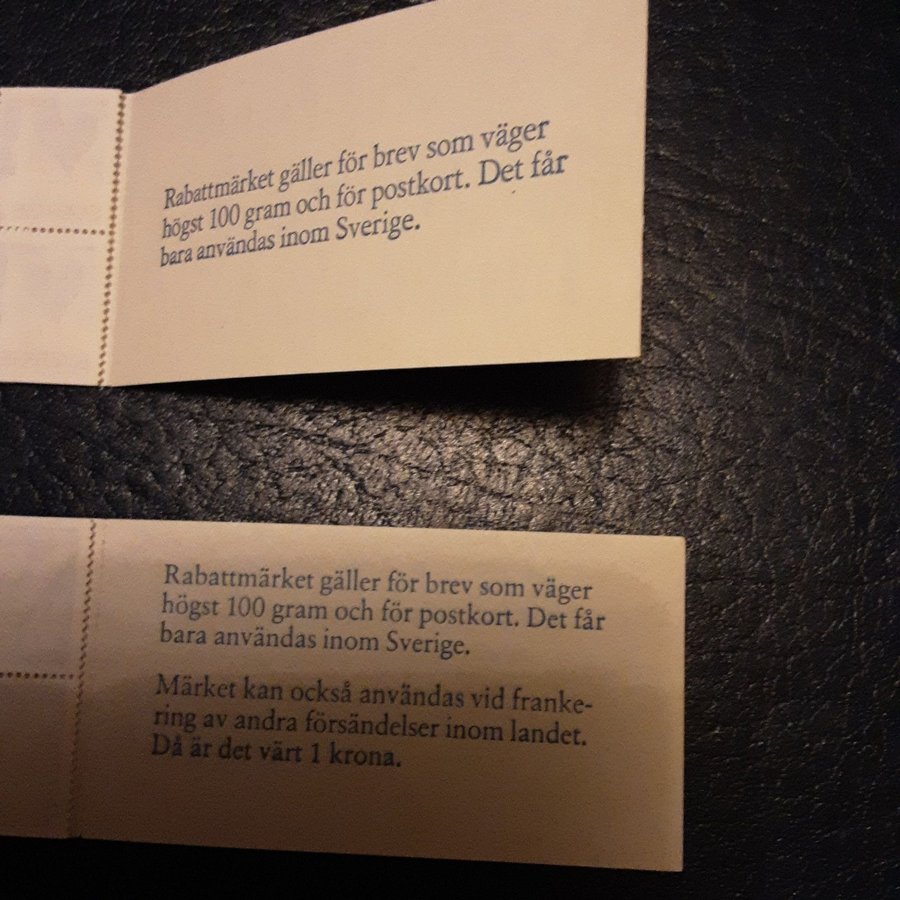 Rabattmärket gäller för brev som väger
högst 100 gram och för postkort. Det får
bara användas inom Sverige.
Rabattmärket gäller för brev som väger
högst 100 gram och för postkort. Det får
bara användas inom Sverige.
Märket kan också användas vid franke-
ring av andra försändelser inom landet.
Då är det värt 1 krona.